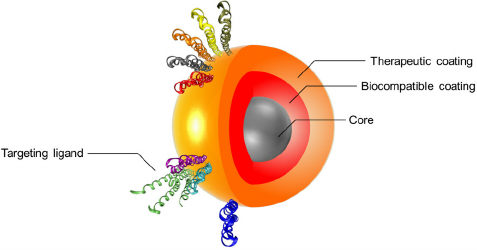 Therapeutic coating
Biocompatible coating
Core
Targeting ligand